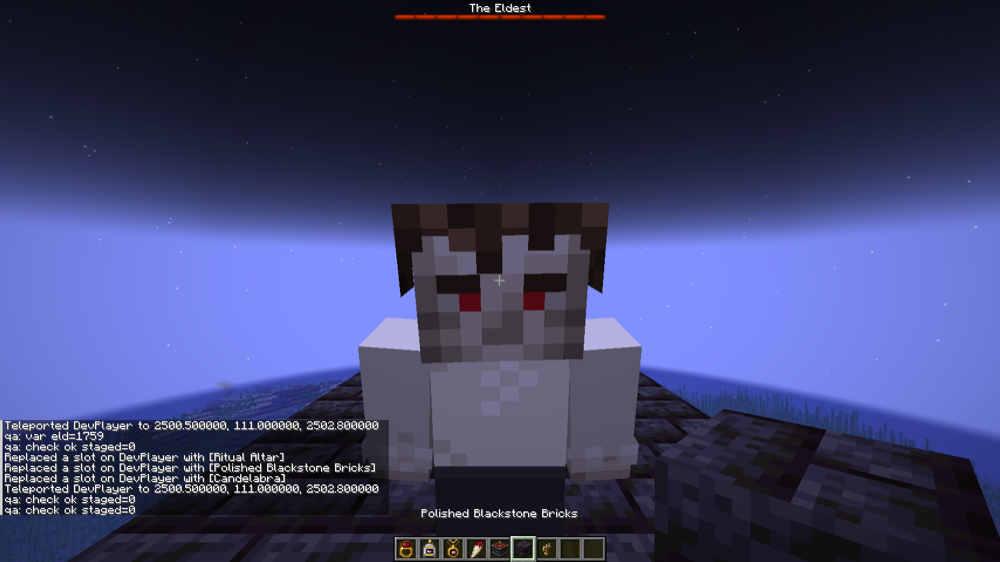 The Eldest
Teleported DevPlayer to 2500.500000, 111.000000, 2502.800000
qa: var eld=1759
qa: check ok staged=0
Replaced a slot on DevPlayer with [Ritual Altar]
Replaced a slot on DevPlayer with [Polished Blackstone Bricks]
Replaced a slot on DevPlayer with [Candelabra]
Teleported DevPlayer to 2500.500000, 111.000000, 2502.800000
qa: check ok staged=0
qa: check ok staged=0
Polished Blackstone Bricks